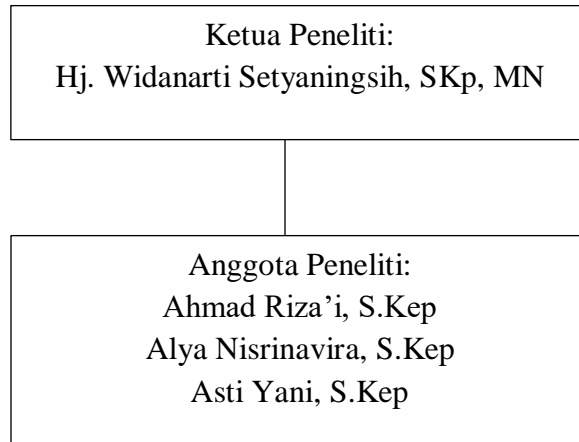 Ketua Peneliti:
Hj. Widanarti Setyaningsih, SKp, MN
Anggota Peneliti:
Ahmad Riza’i, S.Kep
Alya Nisrinavira, S.Kep
Asti Yani, S.Kep